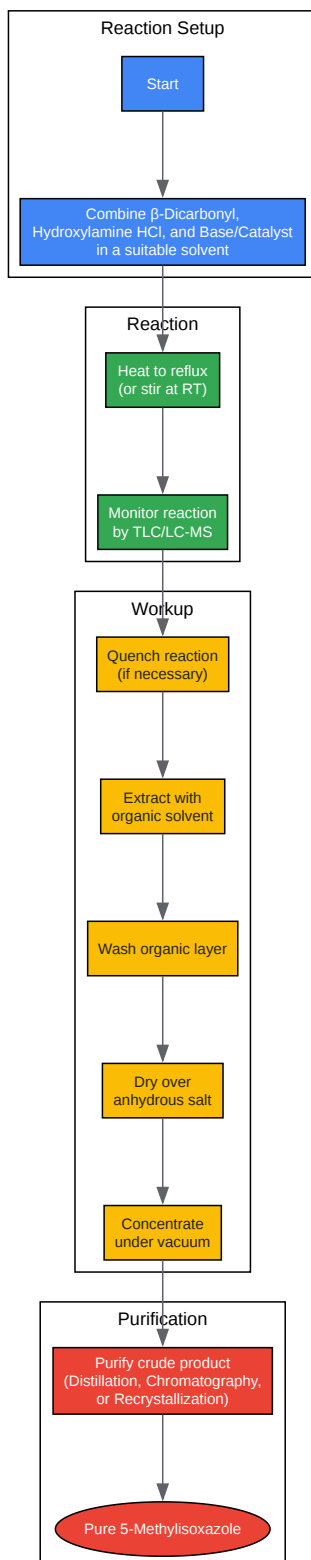 Reaction Setup
Start
Combine β-Dicarbonyl,
Hydroxylamine HCl, and Base/Catalyst
in a suitable solvent
Reaction
Heat to reflux
(or stir at RT)
Monitor reaction
by TLC/LC-MS
Workup
Quench reaction
(if necessary)
Extract with
organic solvent
Wash organic layer
Dry over
anhydrous salt
Concentrate
under vacuum
Purification
Purify crude product
(Distillation, Chromatography,
or Recrystallization)
Pure 5-Methylisoxazole